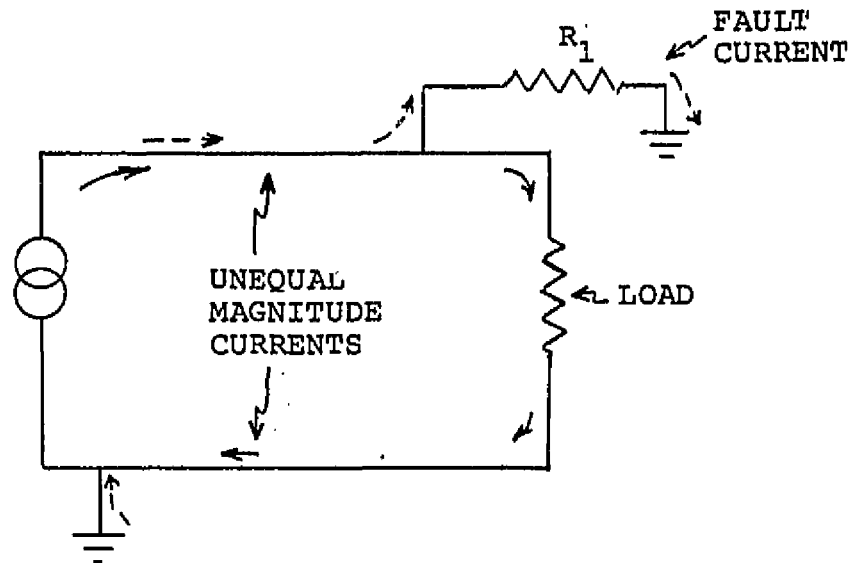 FAULT
CURRENT
R1
UNEQUAL
MAGNITUDE
CURRENTS
LOAD